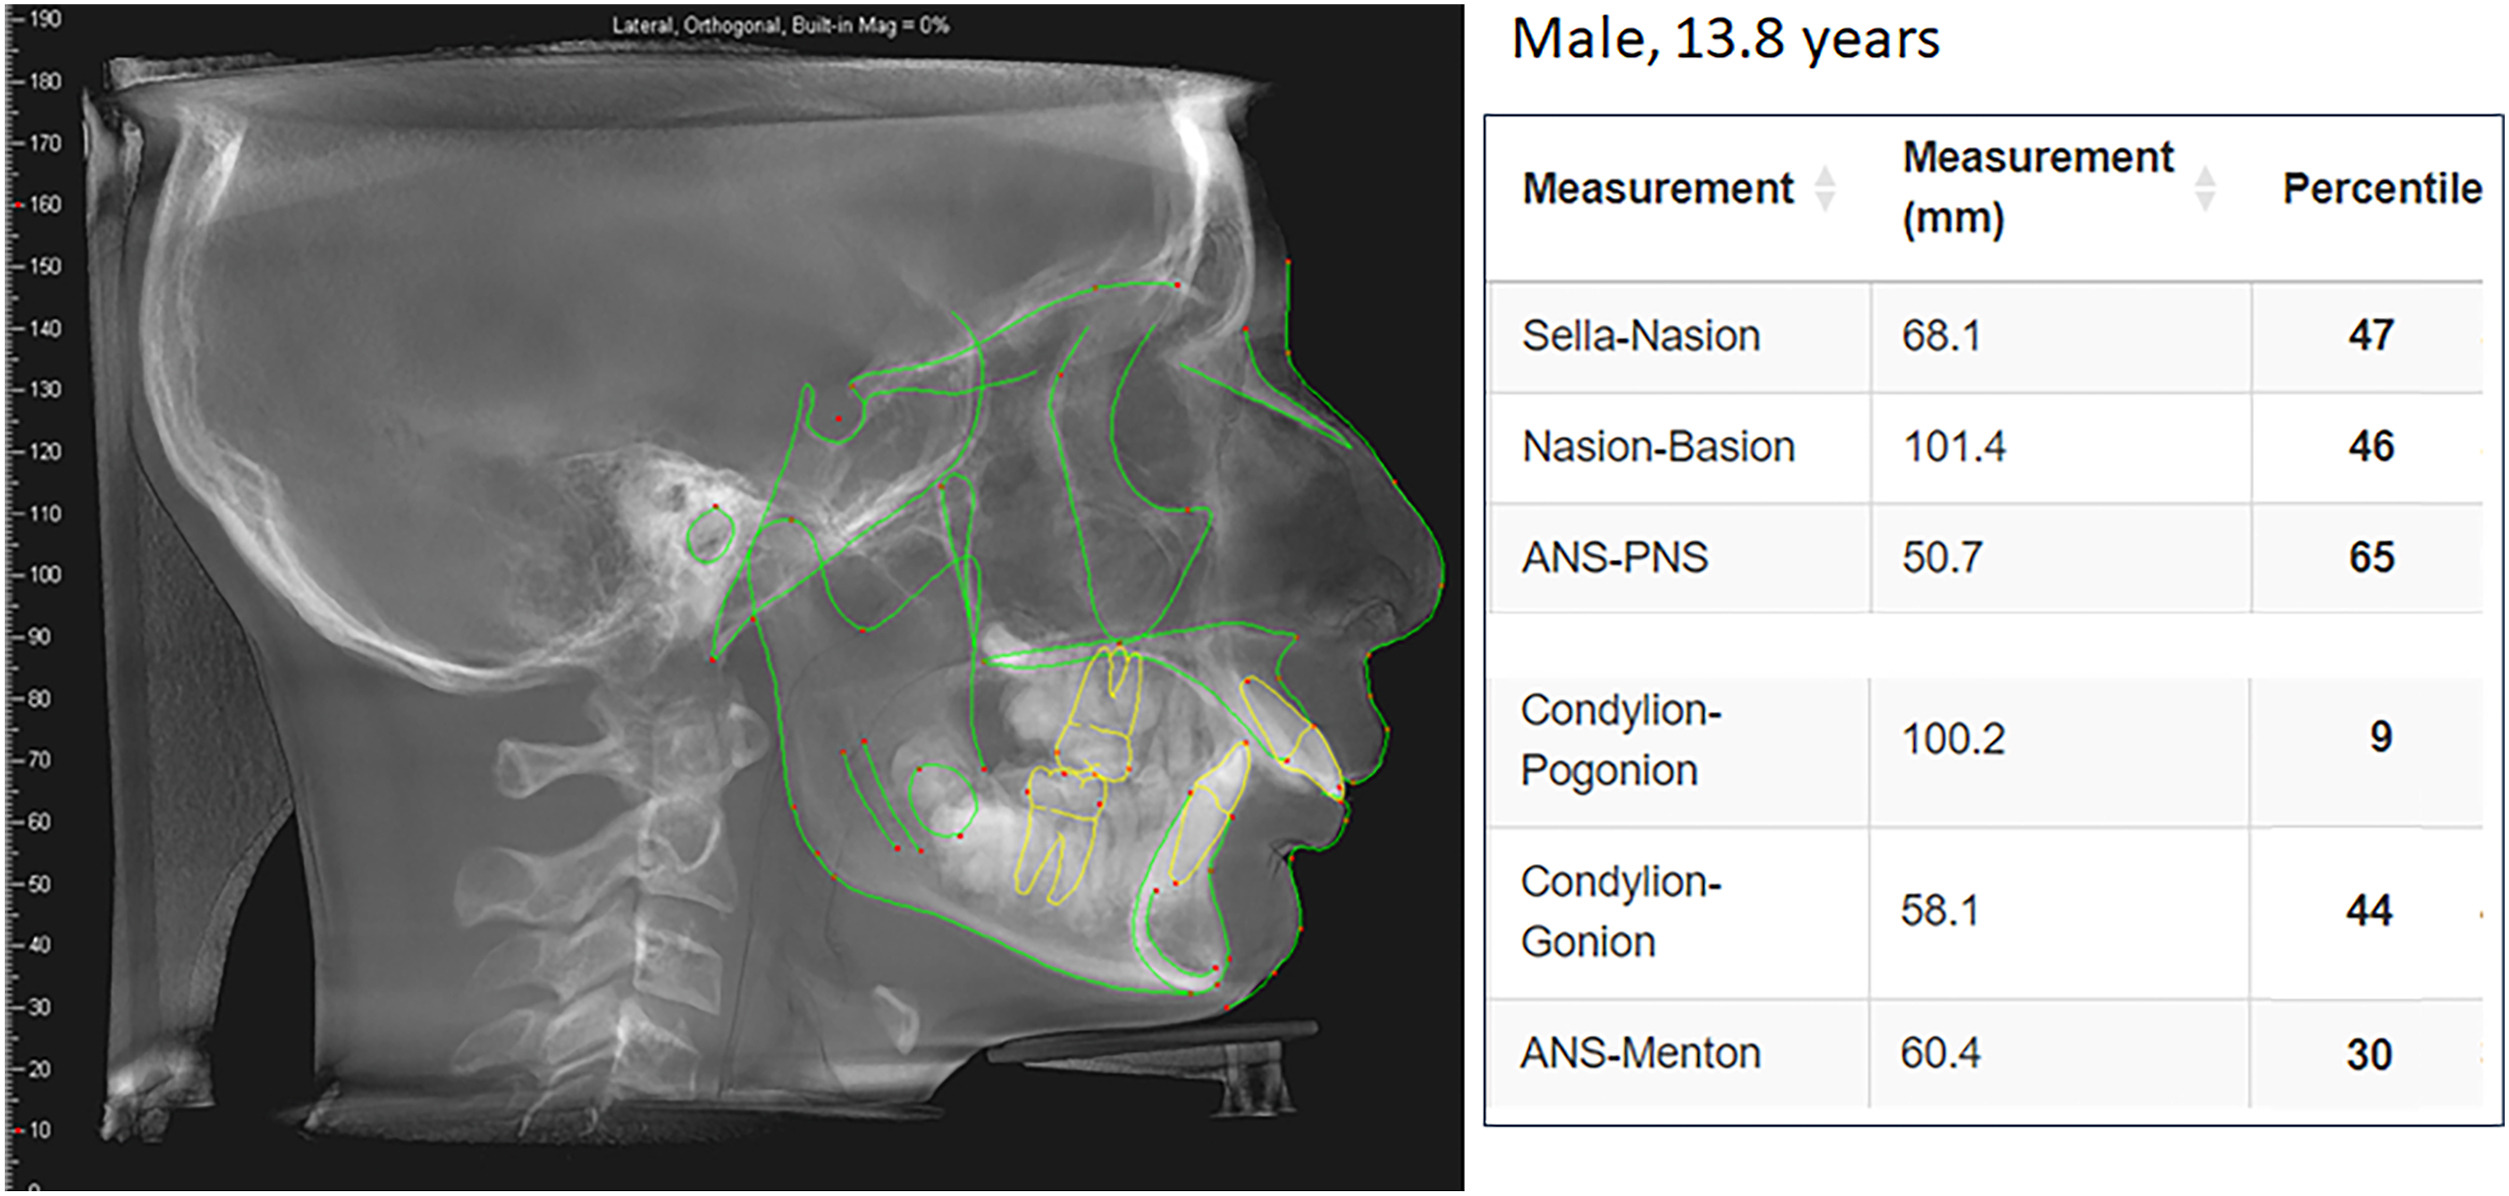 Lateral, Orthogonal, Built-in Mag = 0%
190
180
170
160
150
140
130
120
110
100
90
80
70
60
50
40
30
20
10
0
Male, 13.8 years
Measurement Measurement (mm) Percentile
Sella-Nasion 68.1 47
Nasion-Basion 101.4 46
ANS-PNS 50.7 65
Condylion-
Pogonion 100.2 9
Condylion-
Gonion 58.1 44
ANS-Menton 60.4 30